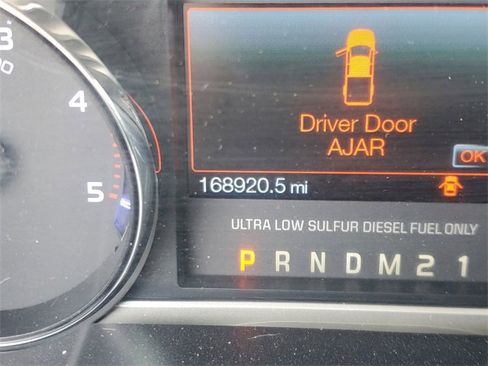 3
4
5
Driver Door
AJAR
OK
168920.5 mi
ULTRA LOW SULFUR DIESEL FUEL ONLY
P R N D M 2 1